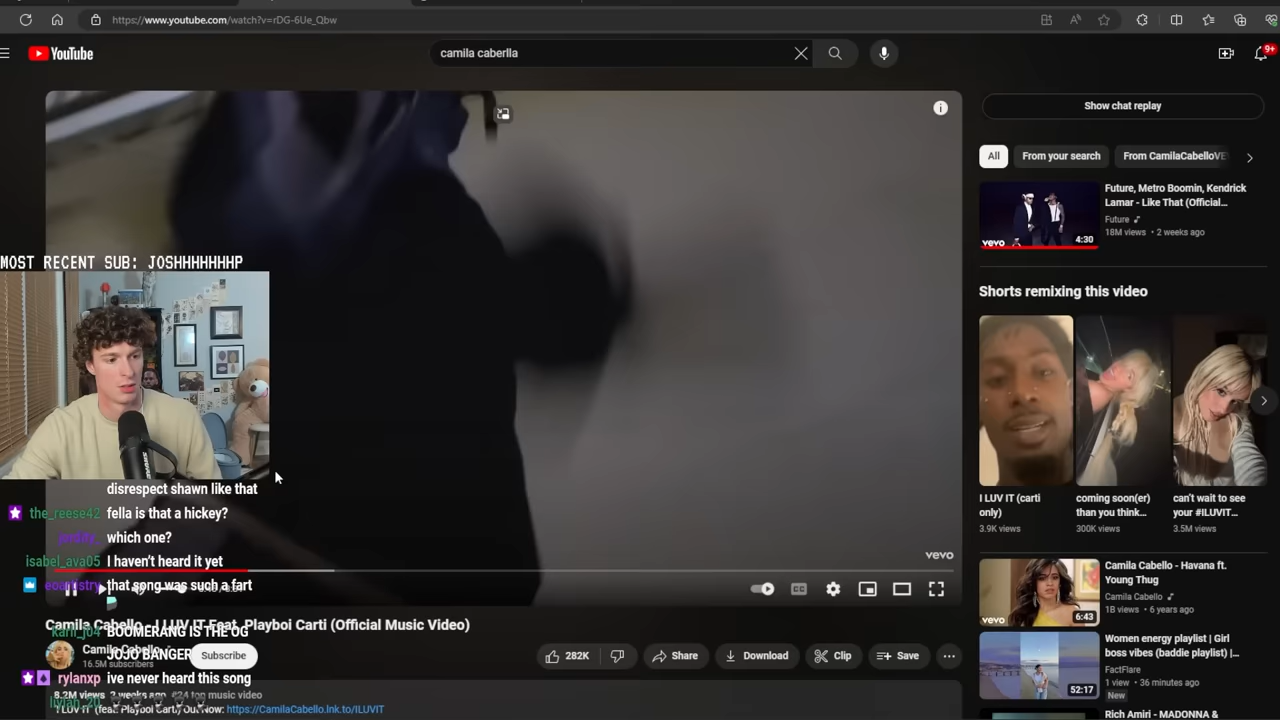 https://www.youtube.com/watch?v=rDG-6Ue_Qbw
YouTube
camila caberlla
9+
Show chat replay
All
From your search
From CamilaCabelloVE
Future, Metro Boomin, Kendrick
Lamar - Like That (Official...
Future
18M views • 2 weeks ago
vevo
4:30
Shorts remixing this video
I LUV IT (carti
only)
3.9K views
coming soon(er)
than you think...
300K views
can't wait to see
your #ILUVIT...
3.5M views
Camila Cabello - Havana ft.
Young Thug
Camila Cabello
1B views • 6 years ago
vevo
6:43
Women energy playlist | Girl
boss vibes (baddie playlist) |...
FactFlare
1 view • 36 minutes ago
New
52:17
Rich Amiri - MADONNA &
MOST RECENT SUB: JOSHHHHHHP
disrespect shawn like that
the_reese42 fella is that a hickey?
which one?
isabel_ava05 I haven't heard it yet
eoartistry that song was such a fart
BOOMERANG IS THE OG
JOJO BANGER
rylanxp ive never heard this song
vevo
Camila Cabello - I LUV IT Feat. Playboi Carti (Official Music Video)
Camila Cabello
16.5M subscribers
Subscribe
282K
Share
Download
Clip
Save
8.2M views 2 weeks ago
I LUV IT (feat. Playboi Carti) Out Now: https://CamilaCabello.lnk.to/ILUVIT